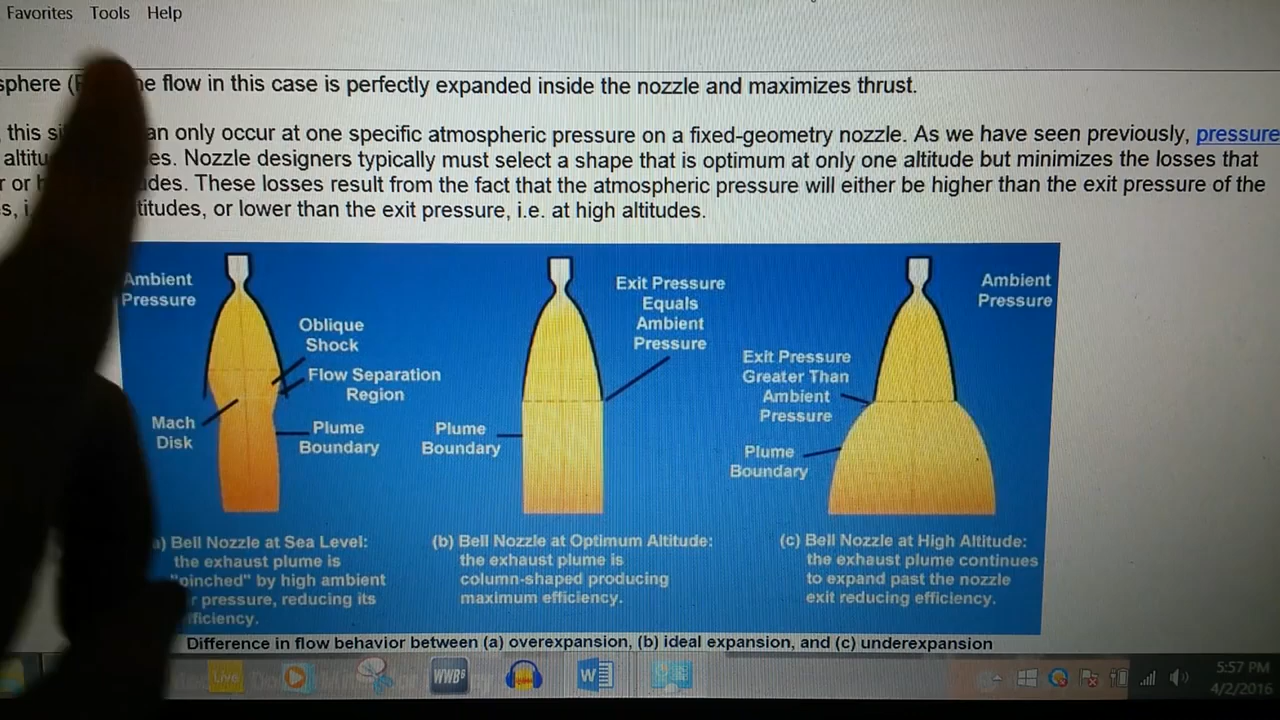 Favorites Tools Help
sphere ( he flow in this case is perfectly expanded inside the nozzle and maximizes thrust.
this an only occur at one specific atmospheric pressure on a fixed-geometry nozzle. As we have seen previously, pressure
altitu es. Nozzle designers typically must select a shape that is optimum at only one altitude but minimizes the losses that
or udes. These losses result from the fact that the atmospheric pressure will either be higher than the exit pressure of the
titudes, or lower than the exit pressure, i.e. at high altitudes.
Ambient
Pressure
Oblique
Shock
Flow Separation
Region
Mach
Disk
Plume
Boundary
Exit Pressure
Equals
Ambient
Pressure
Plume
Boundary
Ambient
Pressure
Exit Pressure
Greater Than
Ambient
Pressure
Plume
Boundary
a) Bell Nozzle at Sea Level:
the exhaust plume is
"pinched" by high ambient
r pressure, reducing its
fficiency.
(b) Bell Nozzle at Optimum Altitude:
the exhaust plume is
column-shaped producing
maximum efficiency.
(c) Bell Nozzle at High Altitude:
the exhaust plume continues
to expand past the nozzle
exit reducing efficiency.
Difference in flow behavior between (a) overexpansion, (b) ideal expansion, and (c) underexpansion
Live
WWB6
W
5:57 PM
4/2/2016